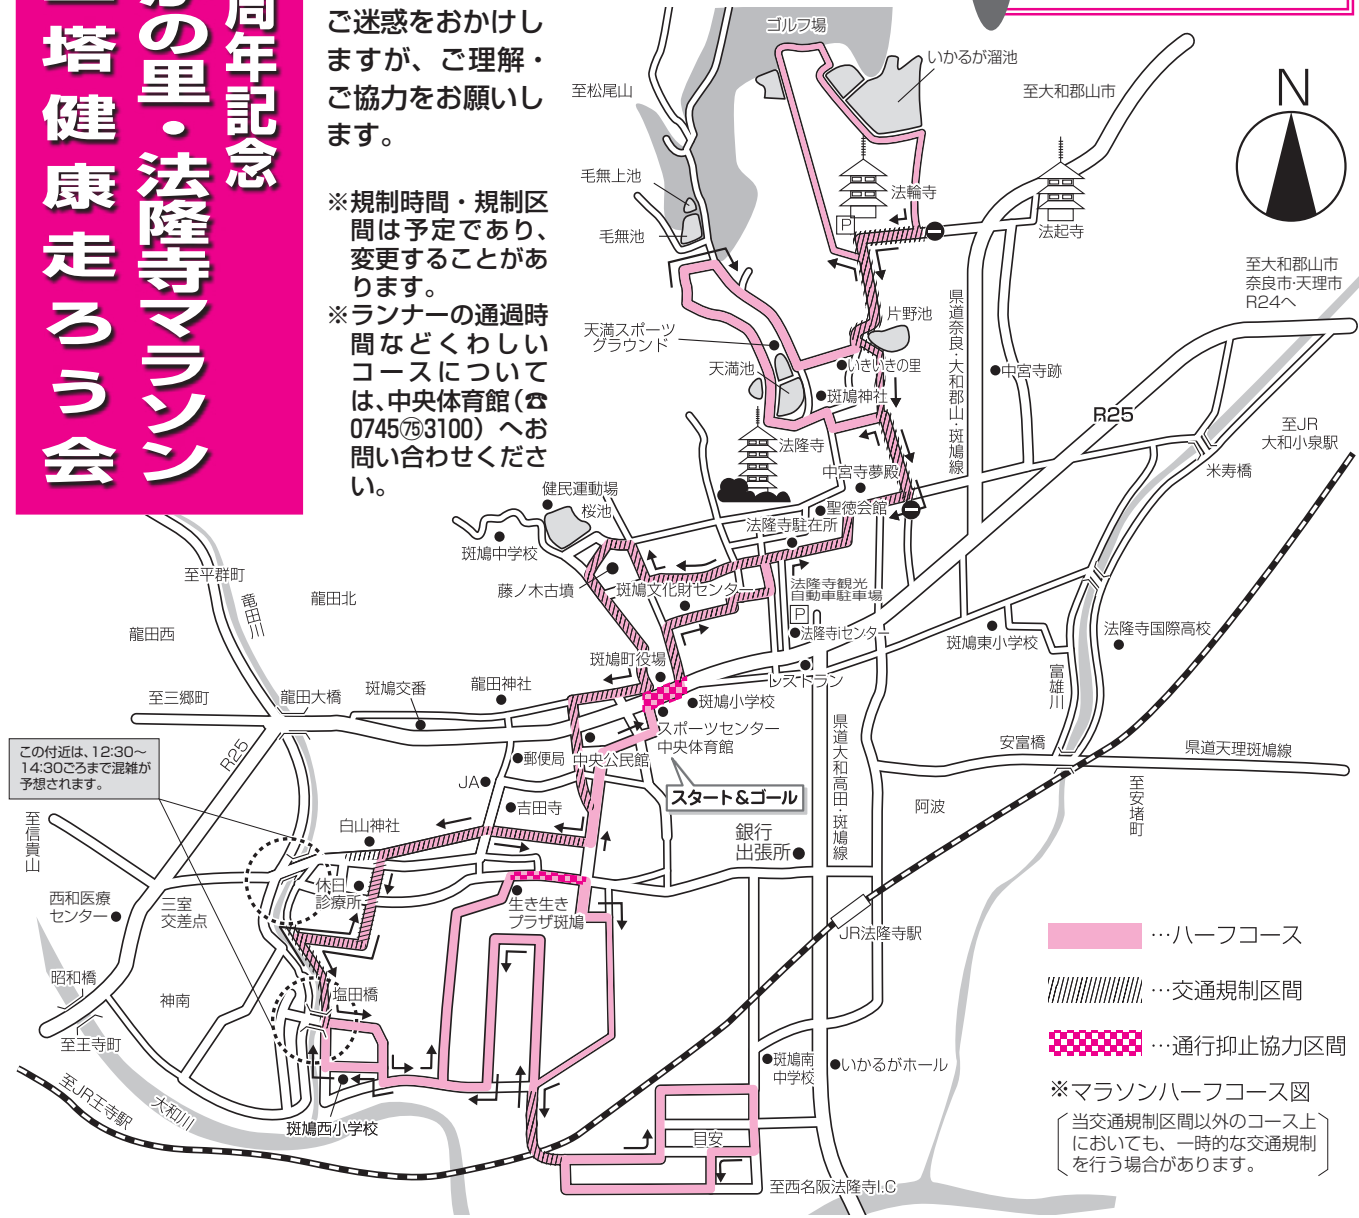 周年記念
の里・法隆寺マラソン
塔健康走ろう会
ご迷惑をおかけし
ますが、ご理解・
ご協力をお願いし
ます。
※規制時間・規制区
間は予定であり、
変更することがあ
ります。
※ランナーの通過時
間などくわしい
コースについて
は、中央体育館(☎
0745㊆3100)へお
問い合わせくださ
い。
ゴルフ場
いかるが溜池
至松尾山
至大和郡山市
N
毛無上池
毛無池
法輪寺
P
法起寺
至大和郡山市
奈良市・天理市
R24へ
県道奈良・大和郡山・斑鳩線
片野池
天満スポーツ
グラウンド
天満池
いきいきの里
中宮寺跡
斑鳩神社
R25
至JR
大和小泉駅
米寿橋
法隆寺
中宮寺夢殿
聖徳会館
法隆寺駐在所
健民運動場
桜池
斑鳩中学校
至平群町
竜田川
龍田北
龍田西
藤ノ木古墳
斑鳩文化財センター
法隆寺観光
自動車駐車場
P
法隆寺iセンター
斑鳩東小学校
法隆寺国際高校
富雄川
斑鳩町役場
レストラン
至三郷町
龍田大橋
斑鳩交番
龍田神社
斑鳩小学校
スポーツセンター
中央体育館
県道大和高田・斑鳩線
安富橋
県道天理斑鳩線
至安堵町
この付近は、12:30〜
14:30ごろまで混雑が
予想されます。
R25
郵便局
中央公民館
JA
スタート&ゴール
吉田寺
阿波
至信貴山
白山神社
銀行
出張所
休日
診療所
西和医療
センター
三室
交差点
生き生き
プラザ斑鳩
JR法隆寺駅
昭和橋
神南
塩田橋
至王寺町
斑鳩南
中学校
いかるがホール
至JR王寺駅
大和川
斑鳩西小学校
目安
至西名阪法隆寺I.C
…ハーフコース
…交通規制区間
…通行抑止協力区間
※マラソンハーフコース図
当交通規制区間以外のコース上
においても、一時的な交通規制
を行う場合があります。